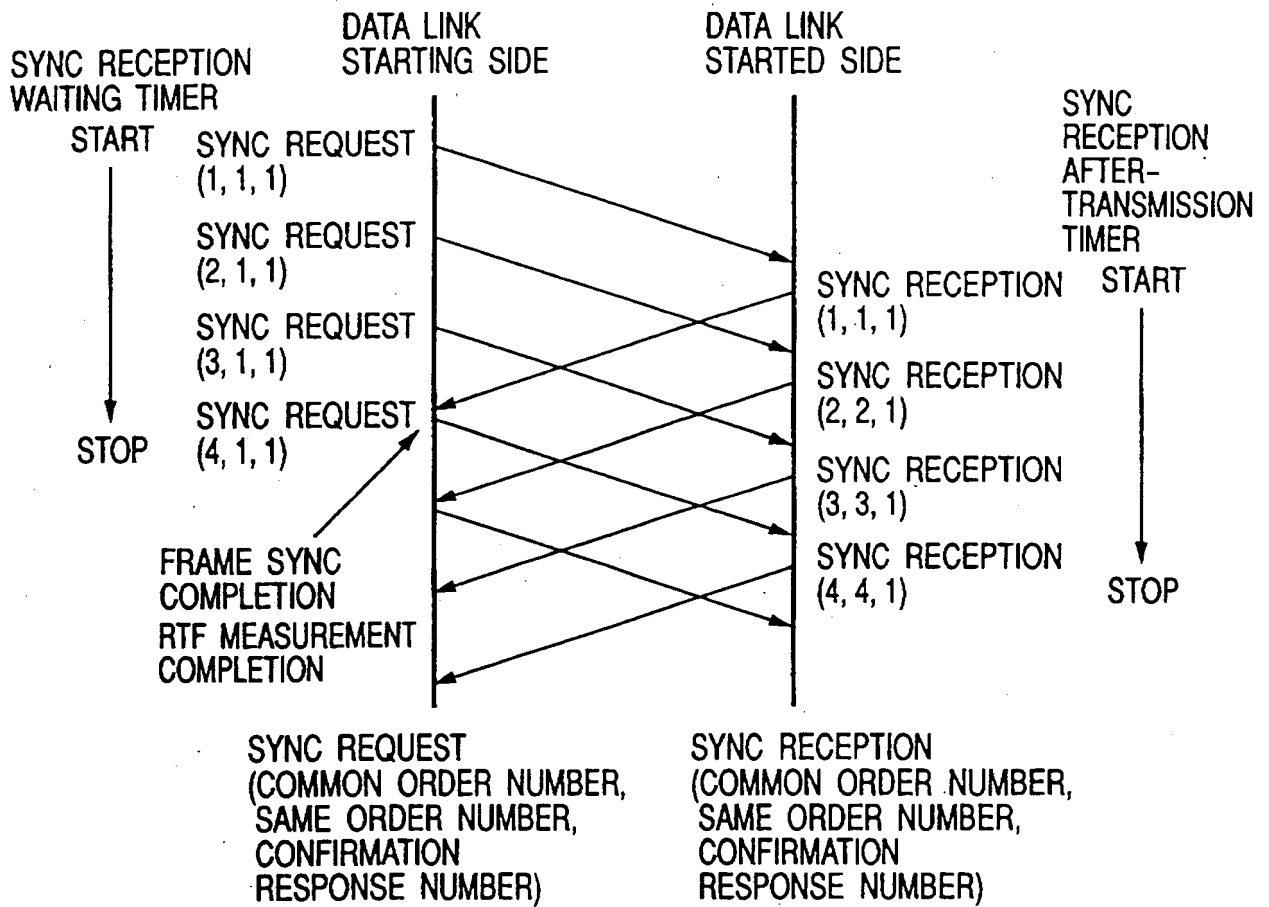 DATA LINK
STARTING SIDE
DATA LINK
STARTED SIDE
SYNC RECEPTION
WAITING TIMER
START
STOP
SYNC REQUEST
(1, 1, 1)
SYNC REQUEST
(2, 1, 1)
SYNC REQUEST
(3, 1, 1)
SYNC REQUEST
(4, 1, 1)
FRAME SYNC
COMPLETION
RTF MEASUREMENT
COMPLETION
SYNC RECEPTION
(1, 1, 1)
SYNC RECEPTION
(2, 2, 1)
SYNC RECEPTION
(3, 3, 1)
SYNC RECEPTION
(4, 4, 1)
SYNC
RECEPTION
AFTER-
TRANSMISSION
TIMER
START
STOP
SYNC REQUEST
(COMMON ORDER NUMBER,
SAME ORDER NUMBER,
CONFIRMATION
RESPONSE NUMBER)
SYNC RECEPTION
(COMMON ORDER NUMBER,
SAME ORDER NUMBER,
CONFIRMATION
RESPONSE NUMBER)